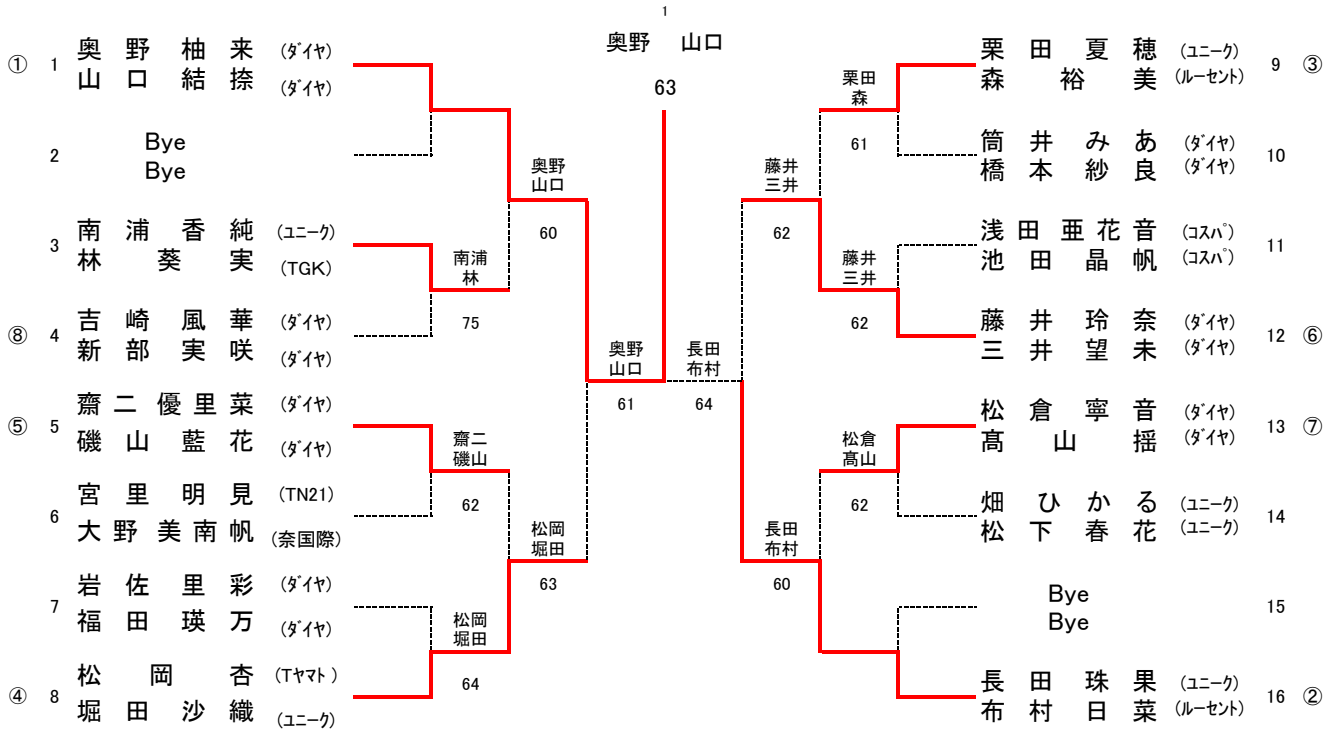 1
奥野 山口
63
① 1 奥野柚来 (ﾀﾞｲﾔ)
山口結捺 (ﾀﾞｲﾔ)
2 Bye
Bye
3 南浦香純 (ﾕﾆｰｸ)
林葵実 (TGK)
⑧ 4 吉崎風華 (ﾀﾞｲﾔ)
新部実咲 (ﾀﾞｲﾔ)
⑤ 5 齋二優里菜 (ﾀﾞｲﾔ)
磯山藍花 (ﾀﾞｲﾔ)
6 宮里明見 (TN21)
大野美南帆 (奈国際)
7 岩佐里彩 (ﾀﾞｲﾔ)
福田瑛万 (ﾀﾞｲﾔ)
④ 8 松岡杏 (Tヤマト)
堀田沙織 (ﾕﾆｰｸ)
南浦
林
75
齋二
磯山
62
松岡
堀田
64
奥野
山口
60
松岡
堀田
63
奥野
山口
61
長田
布村
64
藤井
三井
62
長田
布村
60
栗田
森
61
藤井
三井
62
松倉
髙山
62
栗田夏穂 (ﾕﾆｰｸ) 9 ③
森裕美 (ﾙｰｾﾝﾄ)
筒井みあ (ﾀﾞｲﾔ) 10
橋本紗良 (ﾀﾞｲﾔ)
浅田亜花音 (ｺｽﾊﾟ) 11
池田晶帆 (ｺｽﾊﾟ)
藤井玲奈 (ﾀﾞｲﾔ) 12 ⑥
三井望未 (ﾀﾞｲﾔ)
松倉寧音 (ﾀﾞｲﾔ) 13 ⑦
髙山揺 (ﾀﾞｲﾔ)
畑ひかる (ﾕﾆｰｸ) 14
松下春花 (ﾕﾆｰｸ)
Bye 15
Bye
長田珠果 (ﾕﾆｰｸ) 16 ②
布村日菜 (ﾙｰｾﾝﾄ)